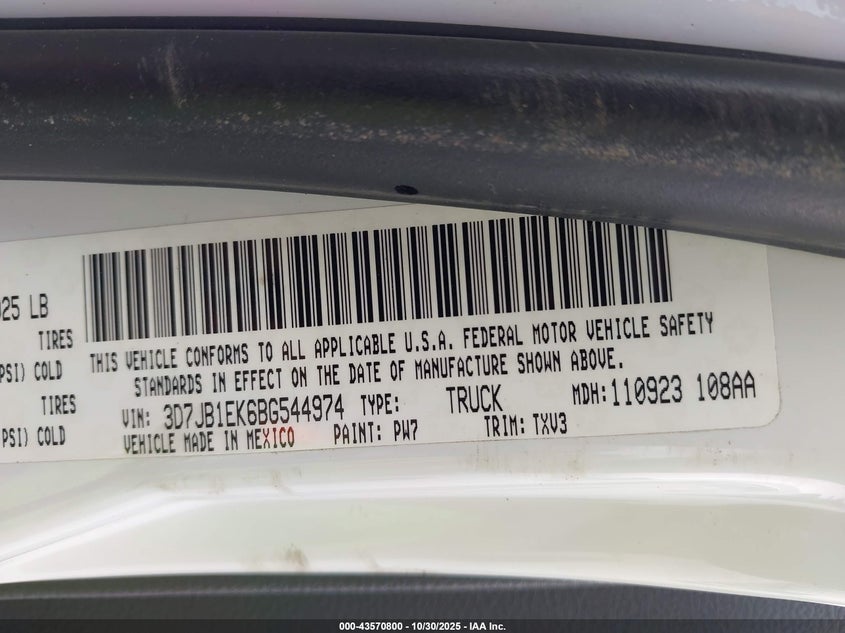 025 LB
TIRES
PSI) COLD
TIRES
PSI) COLD
THIS VEHICLE CONFORMS TO ALL APPLICABLE U.S.A. FEDERAL MOTOR VEHICLE SAFETY
STANDARDS IN EFFECT ON THE DATE OF MANUFACTURE SHOWN ABOVE.
VIN: 3D7JB1EK6BG544974 TYPE: TRUCK MDH: 110923 108AA
VEHICLE MADE IN MEXICO PAINT: PW7 TRIM: TXV3
000-43570800 - 10/30/2025 - IAA Inc.